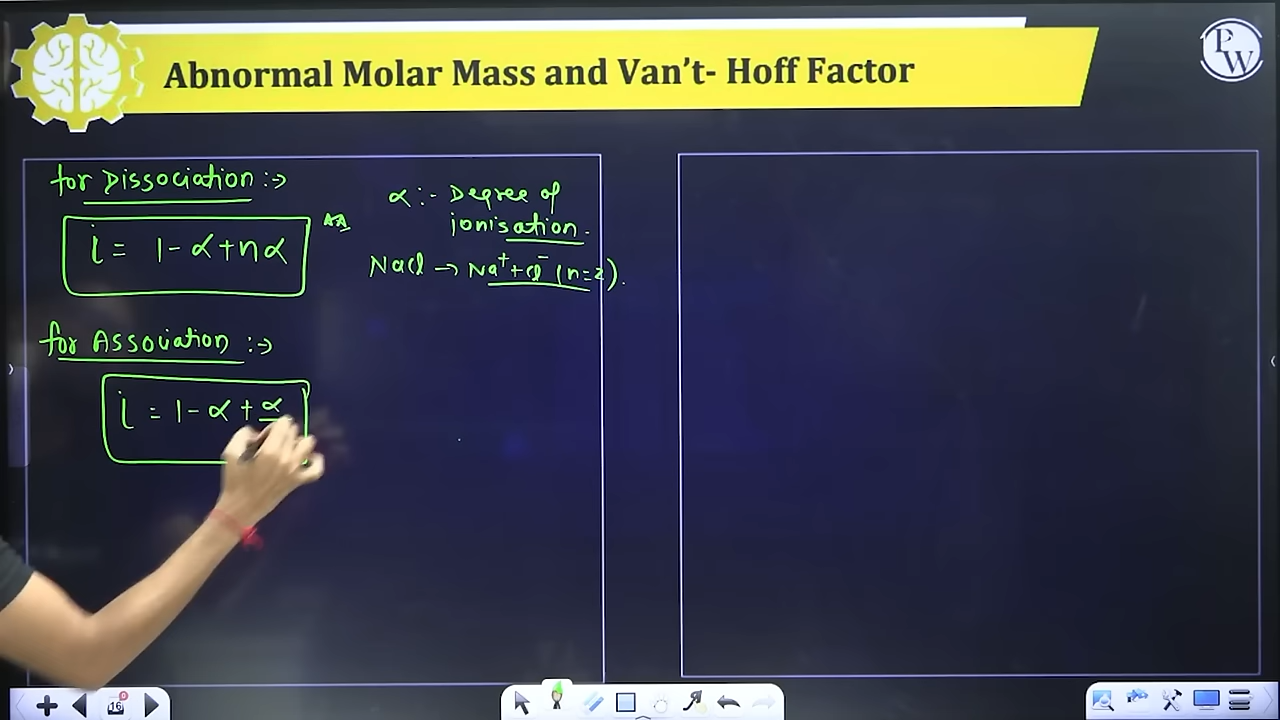 Abnormal Molar Mass and Van't- Hoff Factor
PW
for Dissociation :->
i = 1 - α + nα
α :- Degree of
ionisation.
NaCl → Na⁺ + Cl⁻ (n=2).
for Association :->
i = 1 - α + α
16